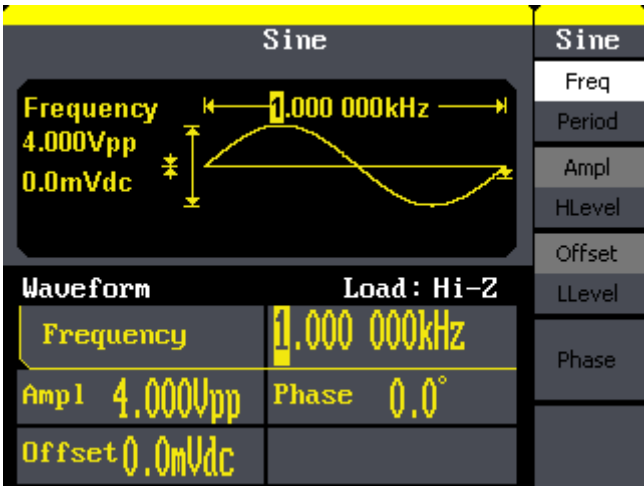 Sine
Frequency 1.000 000kHz
4.000Vpp
0.0mVdc
Waveform Load: Hi-Z
Frequency 1.000 000kHz
Ampl 4.000Vpp Phase 0.0°
Offset 0.0mVdc
Sine
Freq
Period
Ampl
HLevel
Offset
LLevel
Phase